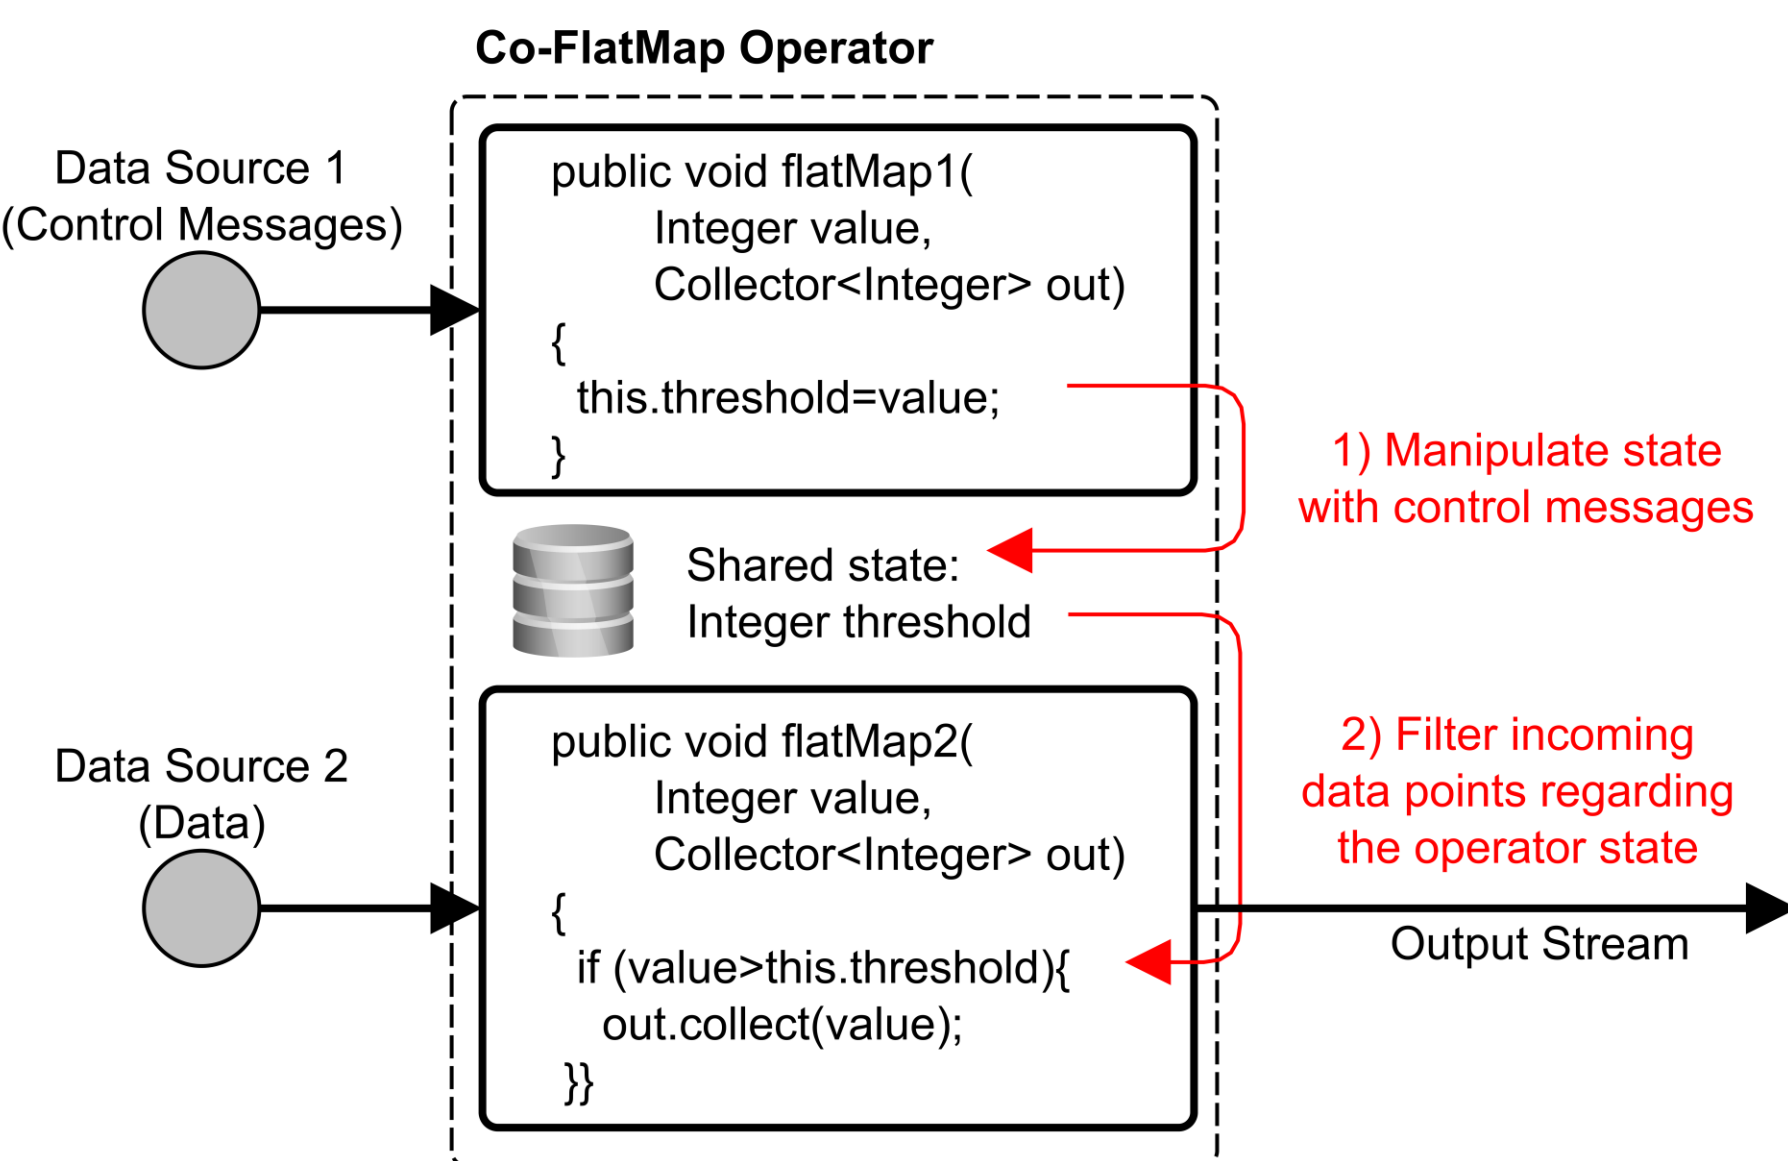 Co-FlatMap Operator
Data Source 1
(Control Messages)
public void flatMap1(
Integer value,
Collector<Integer> out)
{
this.threshold=value;
}
1) Manipulate state
with control messages
Shared state:
Integer threshold
Data Source 2
(Data)
public void flatMap2(
Integer value,
Collector<Integer> out)
{
if (value>this.threshold){
out.collect(value);
}}
2) Filter incoming
data points regarding
the operator state
Output Stream